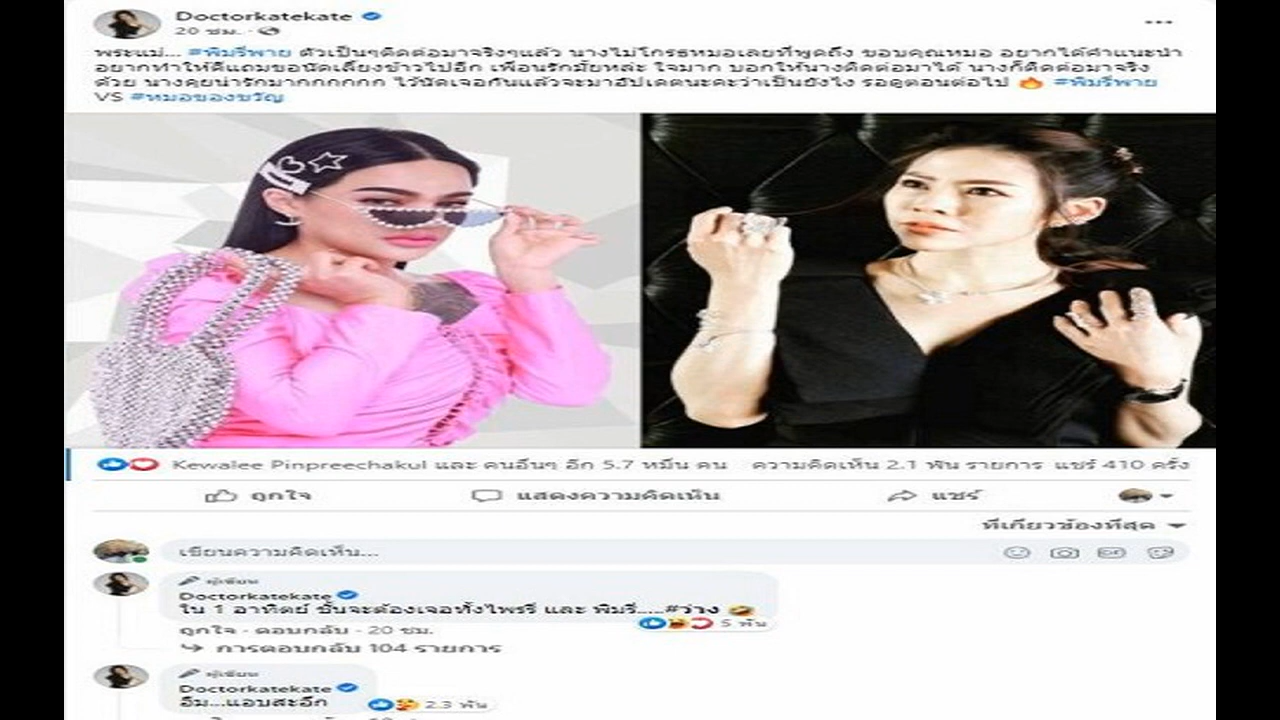 Doctorkatekate
20 ชม. ·
พระแม่... #พิมรี่พาย ตัวเป็นๆติดต่อมาจริงๆแล้ว นางไม่โกรธหมอเลยที่พูดถึง ขอบคุณหมอ อยากได้คำแนะนำ
อยากทำให้ดีแถมขอนัดเลี้ยงข้าวไปอีก เพื่อนรักมั้ยหล่ะ ใจมาก บอกให้นางติดต่อมาได้ นางก็ติดต่อมาจริง
ด้วย นางคุยน่ารักมากกกกกก ไว้นัดเจอกันแล้วจะมาอัปเดตนะคะว่าเป็นยังไง รอดูตอนต่อไป 🔥 #พิมรี่พาย
VS #หมอของขวัญ
Kewalee Pinpreechakul และ คนอื่นๆ อีก 5.7 หมื่น คน ความคิดเห็น 2.1 พัน รายการ แชร์ 410 ครั้ง
ถูกใจ แสดงความคิดเห็น แชร์
ที่เกี่ยวข้องที่สุด
เขียนความคิดเห็น...
ผู้เขียน
Doctorkatekate
ใน 1 อาทิตย์ ชั้นจะต้องเจอทั้งไพรรี่ และ พิมรี่....#ว่าง 🤣
5 พัน
ถูกใจ · ตอบกลับ · 20 ชม.
การตอบกลับ 104 รายการ
ผู้เขียน
Doctorkatekate
อืม...แอบสะอึก
2.3 พัน